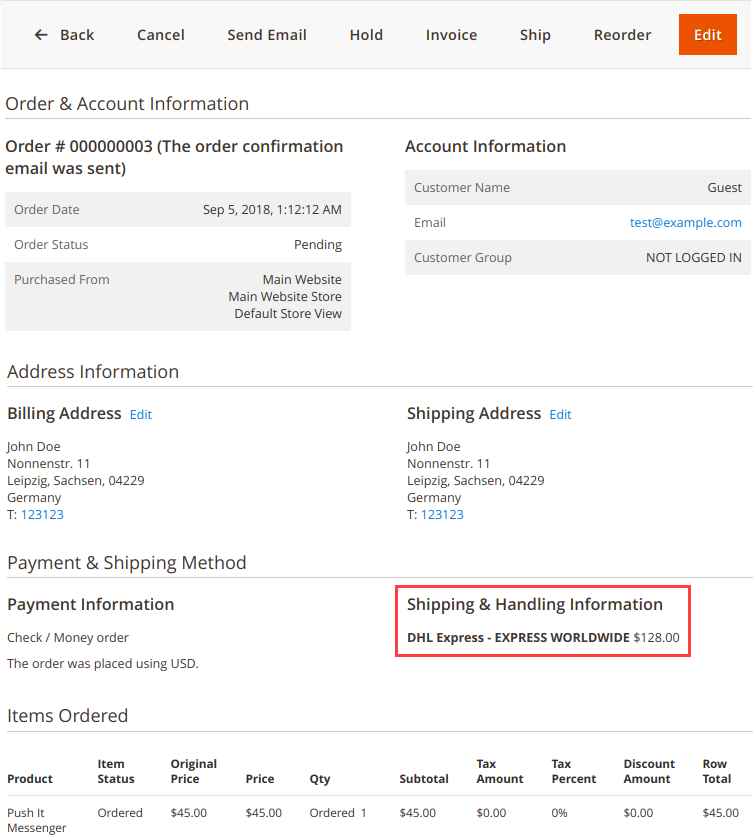 ← Back Cancel Send Email Hold Invoice Ship Reorder Edit
Order & Account Information
Order # 000000003 (The order confirmation
email was sent)
Order Date Sep 5, 2018, 1:12:12 AM
Order Status Pending
Purchased From Main Website
Main Website Store
Default Store View
Account Information
Customer Name Guest
Email test@example.com
Customer Group NOT LOGGED IN
Address Information
Billing Address Edit
John Doe
Nonnenstr. 11
Leipzig, Sachsen, 04229
Germany
T: 123123
Shipping Address Edit
John Doe
Nonnenstr. 11
Leipzig, Sachsen, 04229
Germany
T: 123123
Payment & Shipping Method
Payment Information
Check / Money order
The order was placed using USD.
Shipping & Handling Information
DHL Express - EXPRESS WORLDWIDE $128.00
Items Ordered
Product Item Status Original Price Price Qty Subtotal Tax Amount Tax Percent Discount Amount Row Total
Push It Ordered $45.00 $45.00 Ordered 1 $45.00 $0.00 0% $0.00 $45.00
Messenger